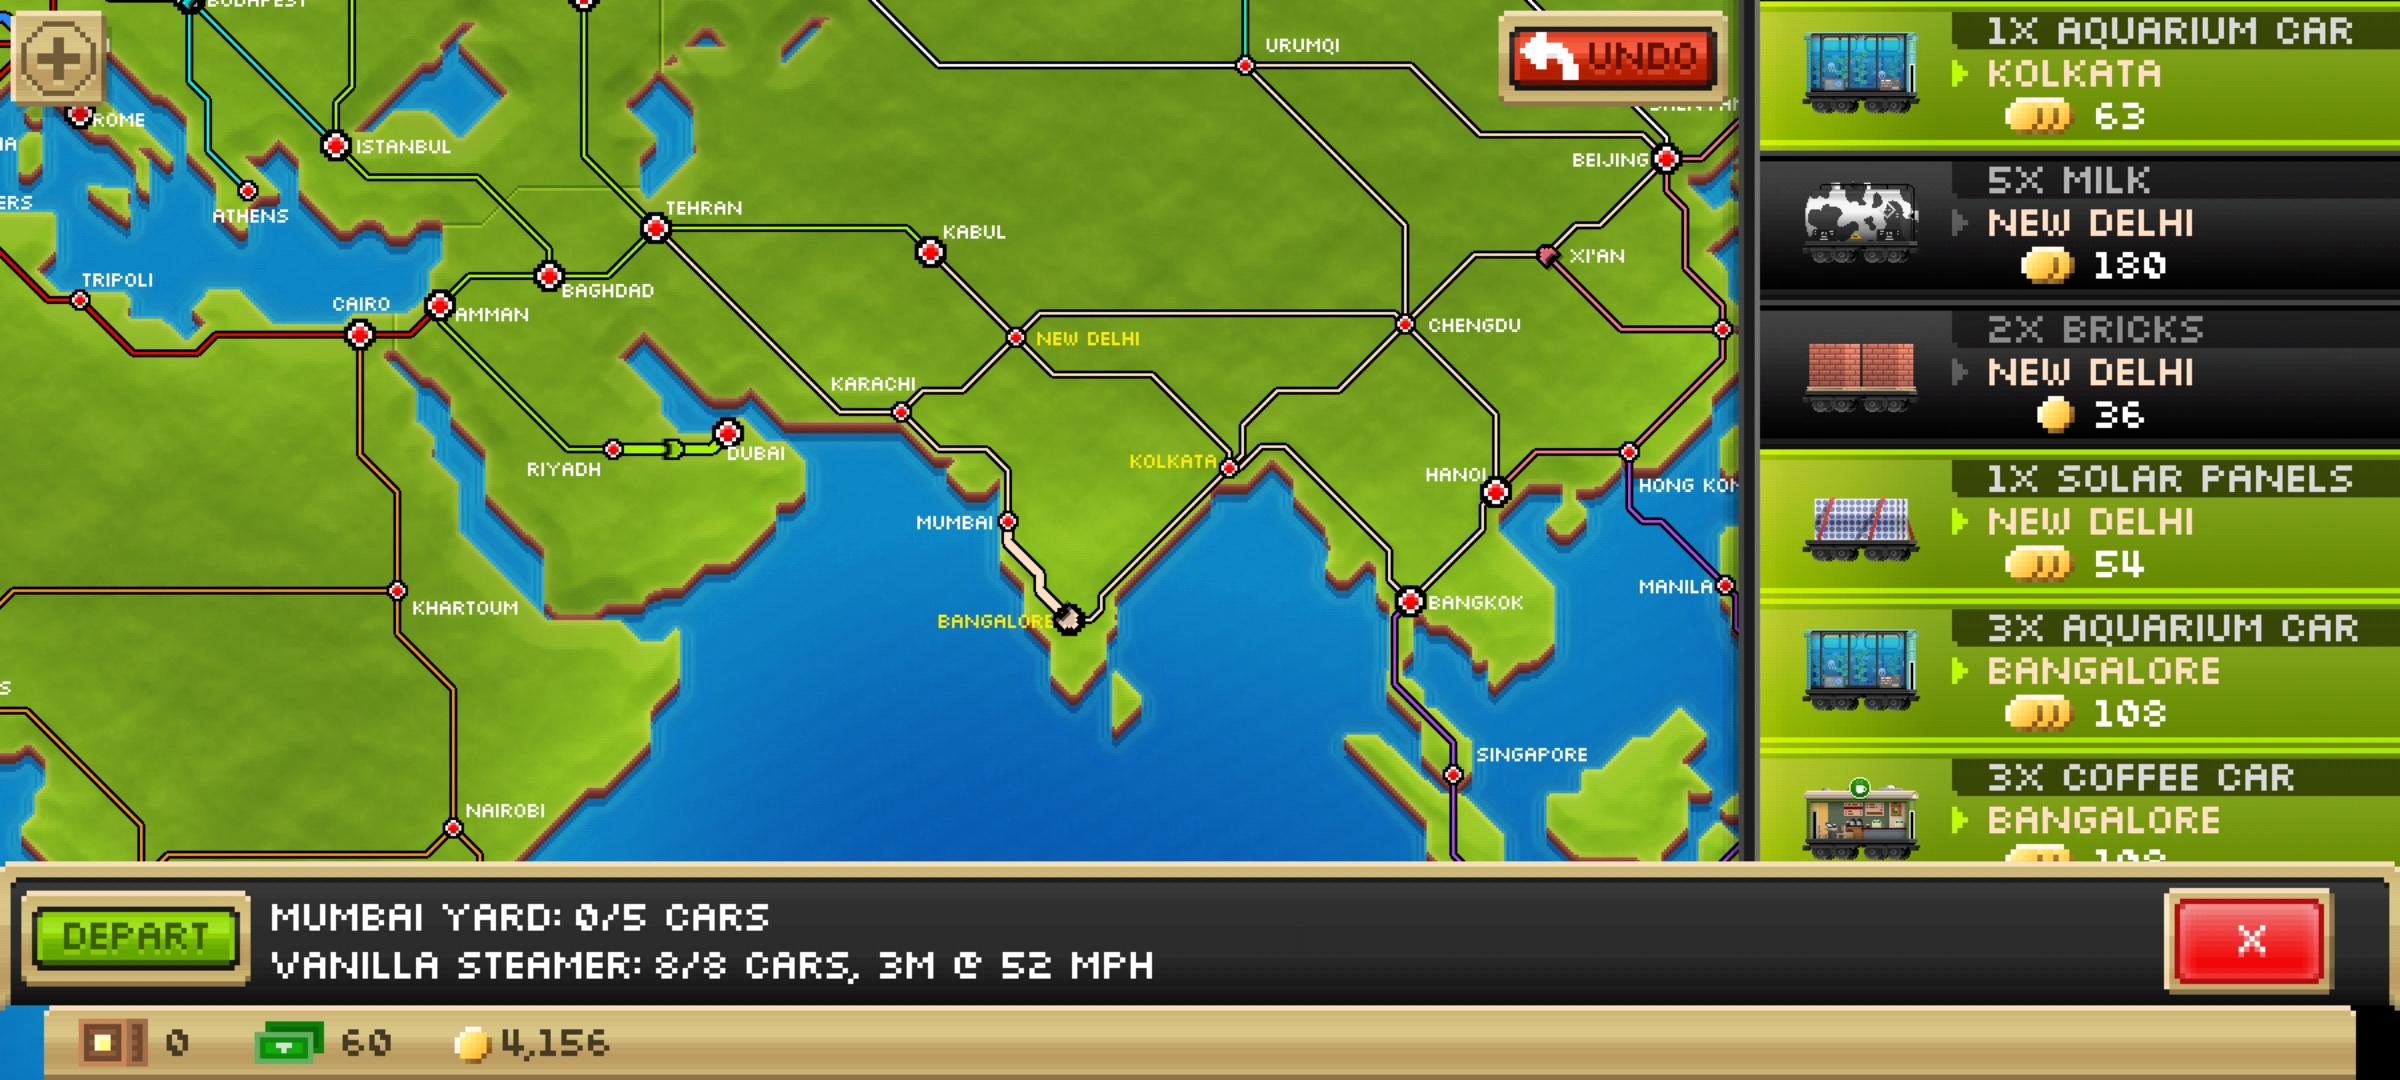 BUDAPEST
URUMQI
UNDO
ROME
ISTANBUL
BEIJING
ATHENS
TEHRAN
KABUL
XI'AN
TRIPOLI
BAGHDAD
CAIRO
AMMAN
NEW DELHI
CHENGDU
KARACHI
DUBAI
RIYADH
KOLKATA
HANOI
HONG KON
MUMBAI
MANILA
KHARTOUM
BANGKOK
BANGALORE
SINGAPORE
NAIROBI
1X AQUARIUM CAR
KOLKATA
63
5X MILK
NEW DELHI
180
2X BRICKS
NEW DELHI
36
1X SOLAR PANELS
NEW DELHI
54
3X AQUARIUM CAR
BANGALORE
108
3X COFFEE CAR
BANGALORE
DEPART
MUMBAI YARD: 0/5 CARS
VANILLA STEAMER: 8/8 CARS, 3M @ 52 MPH
X
0
60
4,156